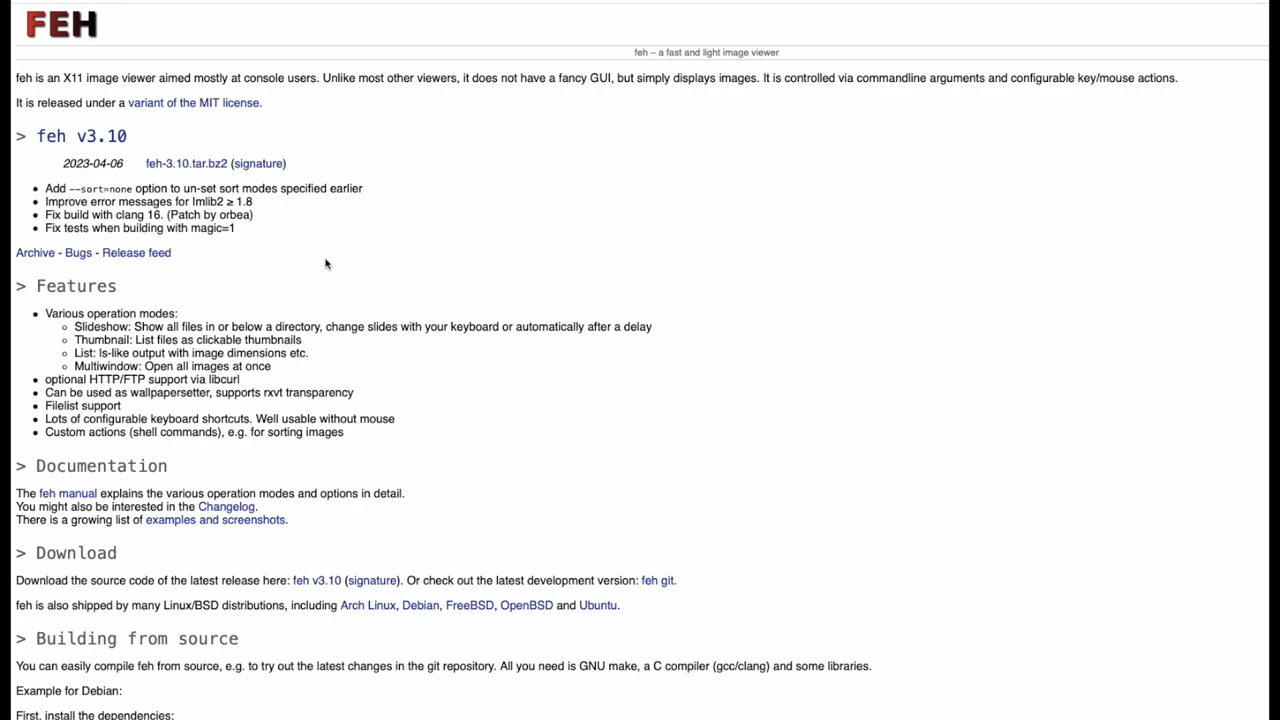 FEH
feh – a fast and light image viewer
feh is an X11 image viewer aimed mostly at console users. Unlike most other viewers, it does not have a fancy GUI, but simply displays images. It is controlled via commandline arguments and configurable key/mouse actions.
It is released under a variant of the MIT license.
> feh v3.10
2023-04-06 feh-3.10.tar.bz2 (signature)
• Add --sort=none option to un-set sort modes specified earlier
• Improve error messages for Imlib2 ≥ 1.8
• Fix build with clang 16. (Patch by orbea)
• Fix tests when building with magic=1
Archive - Bugs - Release feed
> Features
• Various operation modes:
○ Slideshow: Show all files in or below a directory, change slides with your keyboard or automatically after a delay
○ Thumbnail: List files as clickable thumbnails
○ List: ls-like output with image dimensions etc.
○ Multiwindow: Open all images at once
• optional HTTP/FTP support via libcurl
• Can be used as wallpapersetter, supports rxvt transparency
• Filelist support
• Lots of configurable keyboard shortcuts. Well usable without mouse
• Custom actions (shell commands), e.g. for sorting images
> Documentation
The feh manual explains the various operation modes and options in detail.
You might also be interested in the Changelog.
There is a growing list of examples and screenshots.
> Download
Download the source code of the latest release here: feh v3.10 (signature). Or check out the latest development version: feh git.
feh is also shipped by many Linux/BSD distributions, including Arch Linux, Debian, FreeBSD, OpenBSD and Ubuntu.
> Building from source
You can easily compile feh from source, e.g. to try out the latest changes in the git repository. All you need is GNU make, a C compiler (gcc/clang) and some libraries.
Example for Debian:
First, install the dependencies: